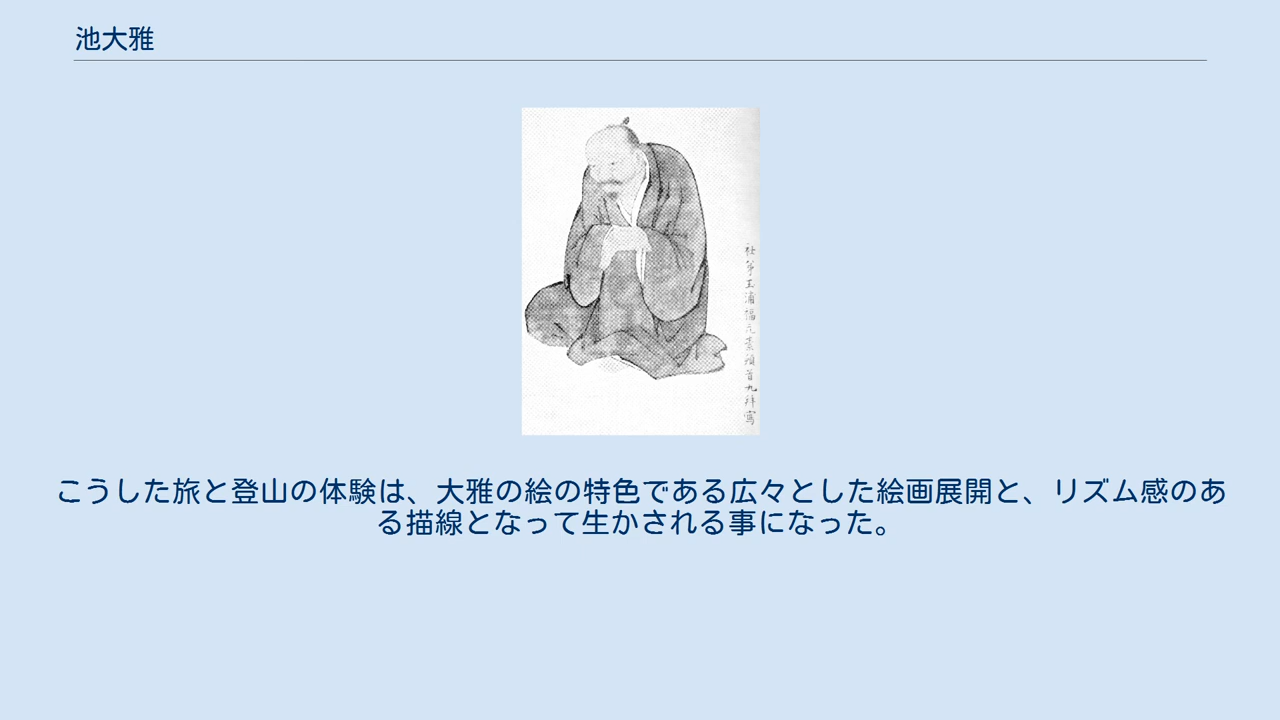 池大雅
こうした旅と登山の体験は、大雅の絵の特色である広々とした絵画展開と、リズム感のあ
る描線となって生かされる事になった。